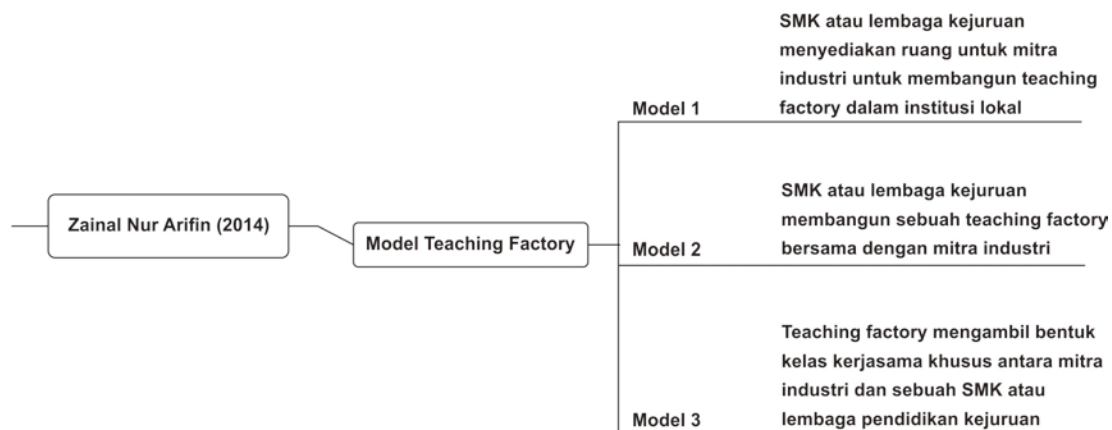 Zainal Nur Arifin (2014)
Model Teaching Factory
Model 1
SMK atau lembaga kejuruan
menyediakan ruang untuk mitra
industri untuk membangun teaching
factory dalam institusi lokal
Model 2
SMK atau lembaga kejuruan
membangun sebuah teaching factory
bersama dengan mitra industri
Model 3
Teaching factory mengambil bentuk
kelas kerjasama khusus antara mitra
industri dan sebuah SMK atau
lembaga pendidikan kejuruan